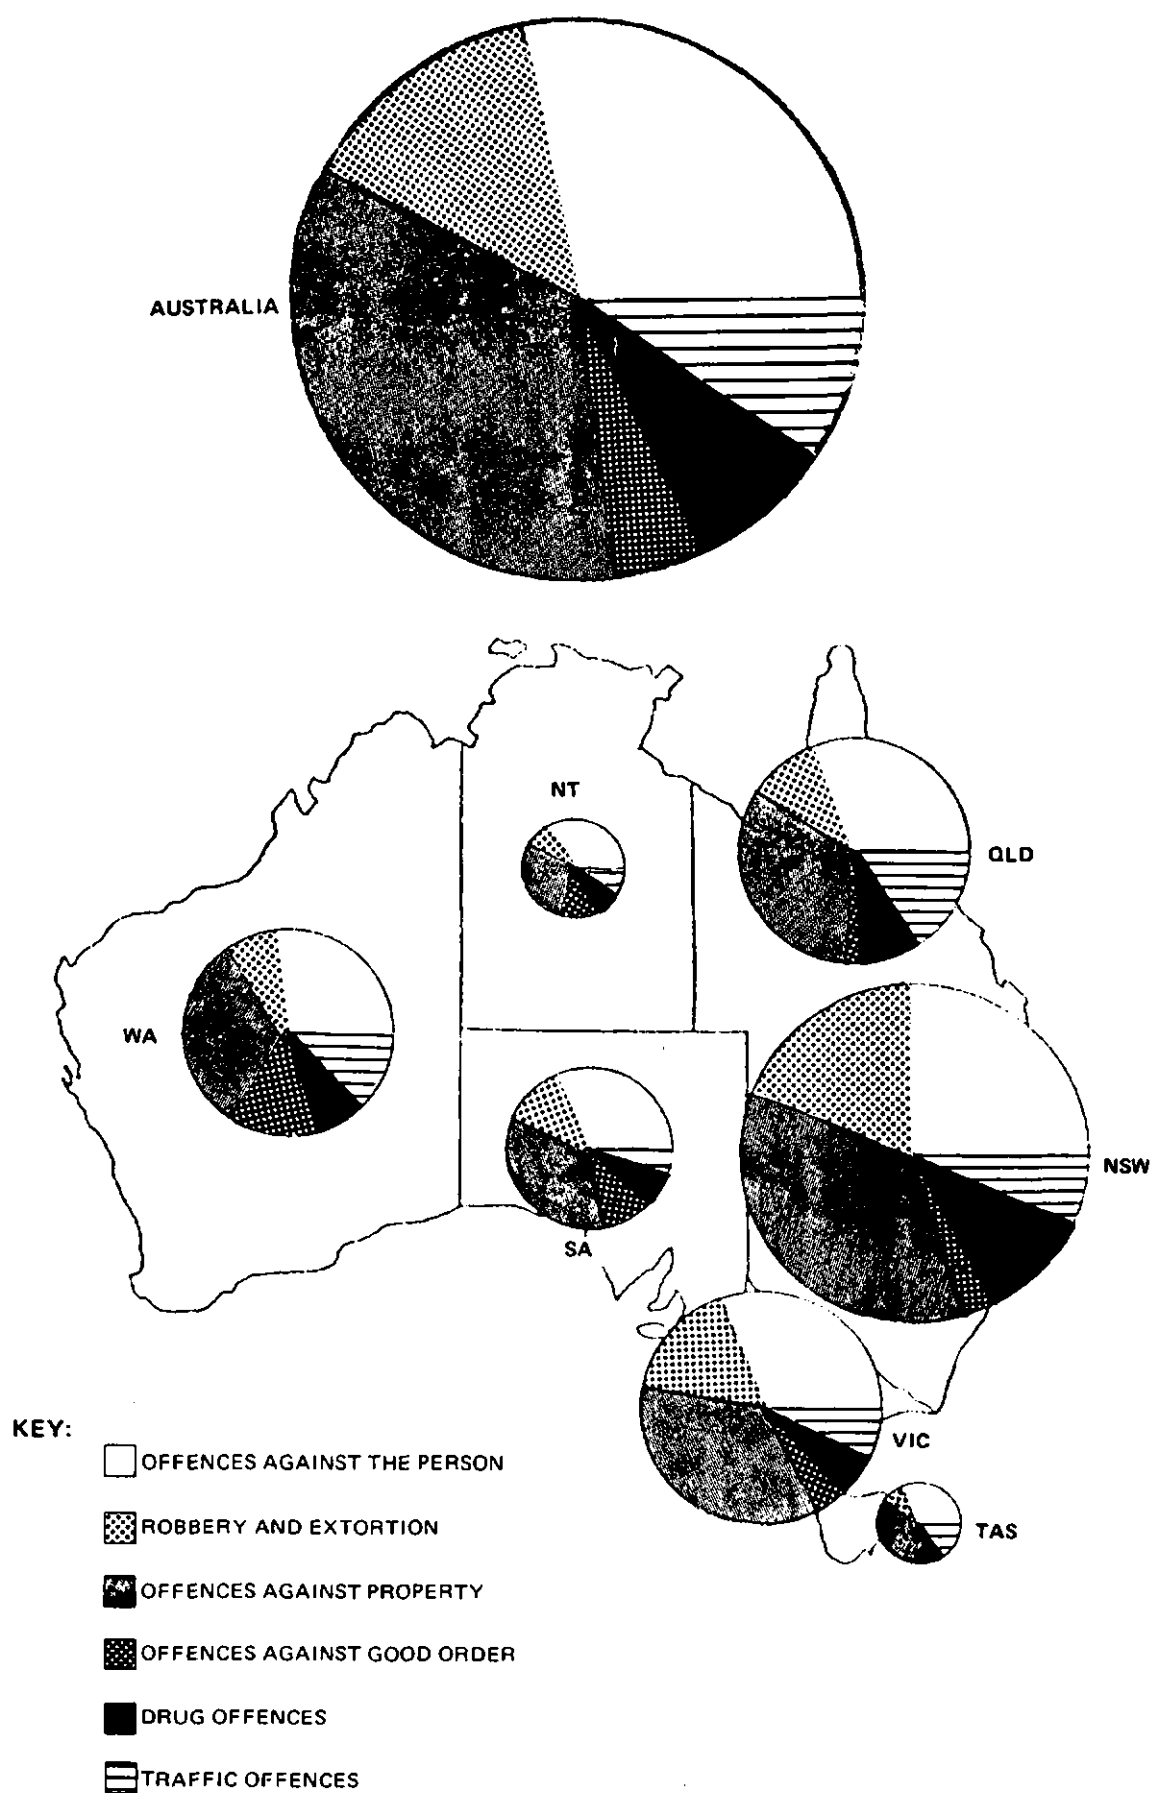 AUSTRALIA
NT
QLD
WA
NSW
SA
VIC
TAS
KEY:
OFFENCES AGAINST THE PERSON
ROBBERY AND EXTORTION
OFFENCES AGAINST PROPERTY
OFFENCES AGAINST GOOD ORDER
DRUG OFFENCES
TRAFFIC OFFENCES